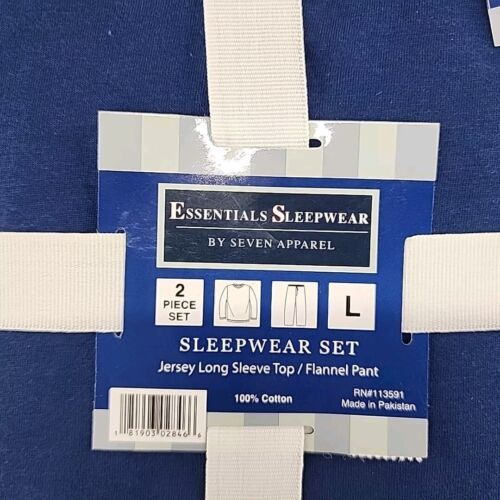 ESSENTIALS SLEEPWEAR
BY SEVEN APPAREL
2
PIECE
SET
L
SLEEPWEAR SET
Jersey Long Sleeve Top / Flannel Pant
100% Cotton
RN#113591
Made in Pakistan
1 81903 02846 6